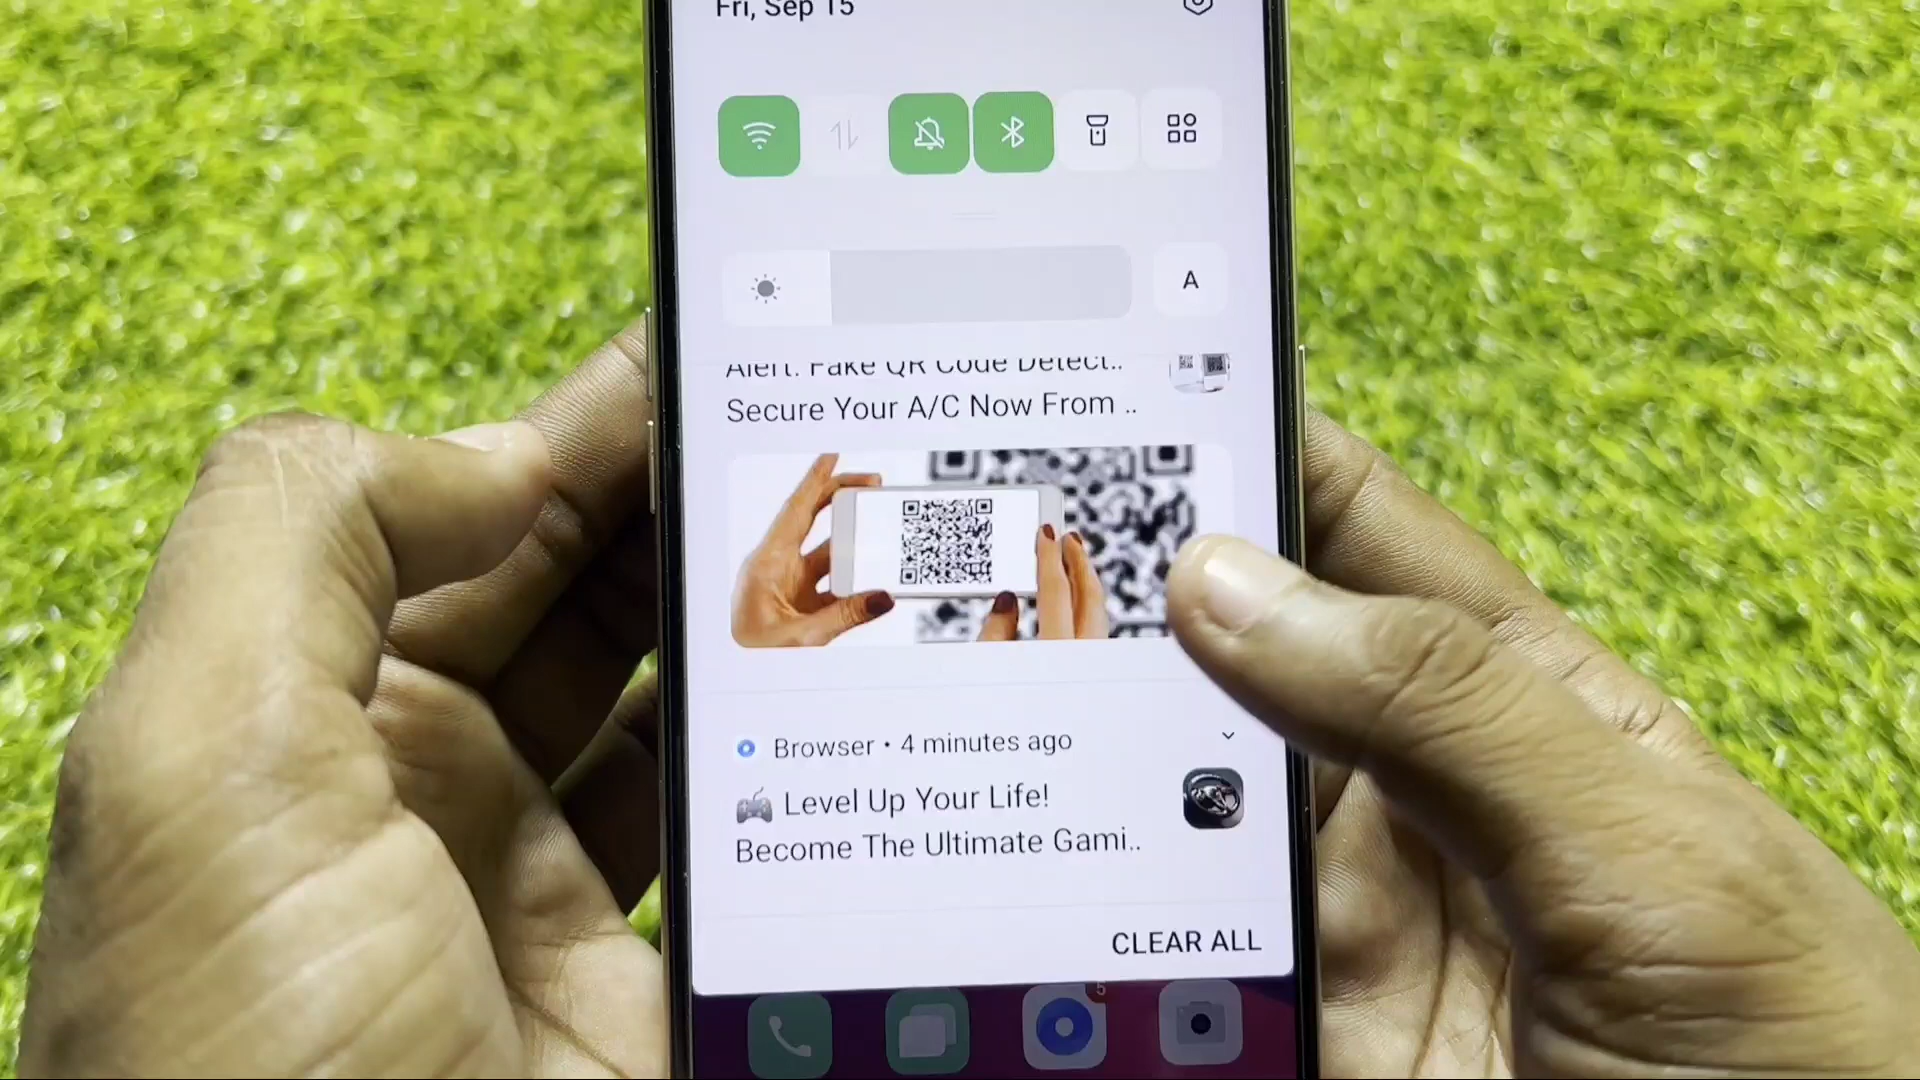 Fri, Sep 15
A
Alert: Fake QR Code Detect..
Secure Your A/C Now From ..
Browser • 4 minutes ago
🎮 Level Up Your Life!
Become The Ultimate Gami..
CLEAR ALL
5